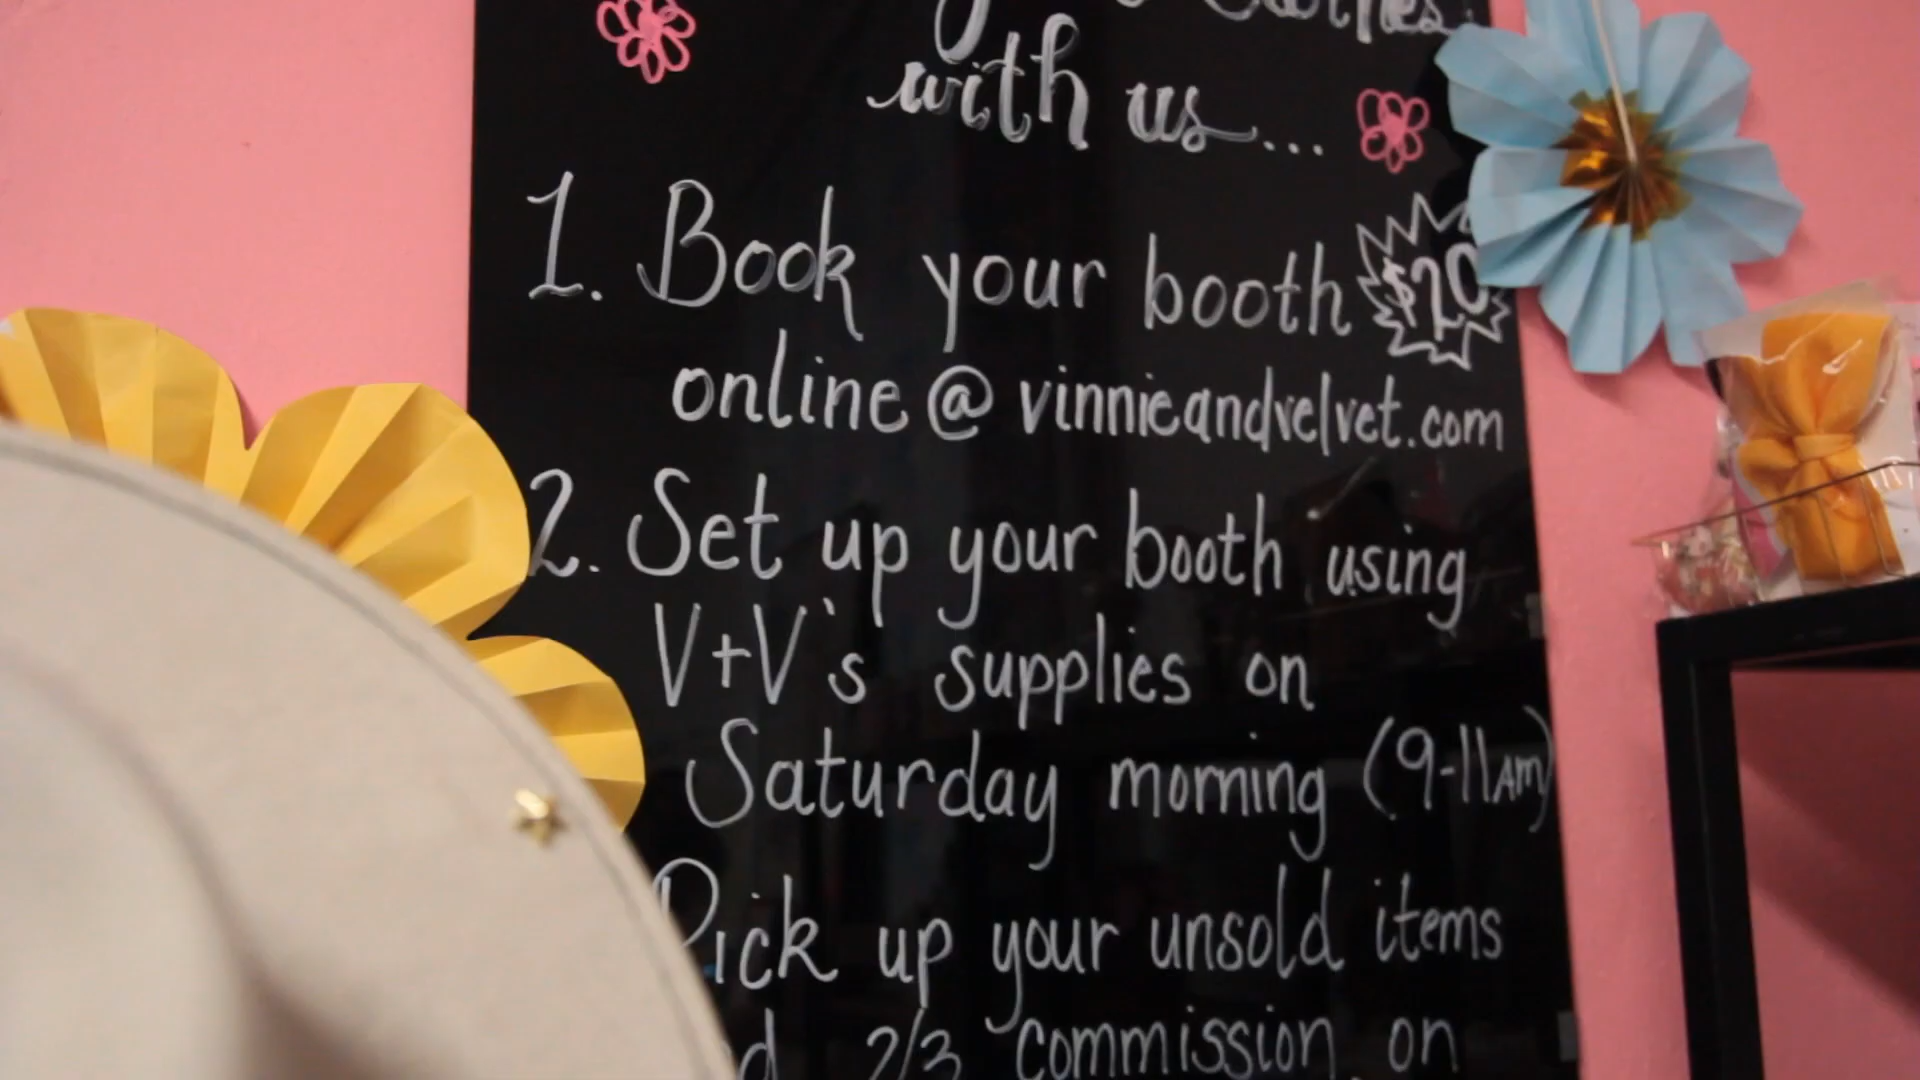 with us...
1. Book your booth $20
online @ vinnieandvelvet.com
2. Set up your booth using
V+V's supplies on
Saturday morning (9-11AM)
Pick up your unsold items
2/3 commission on